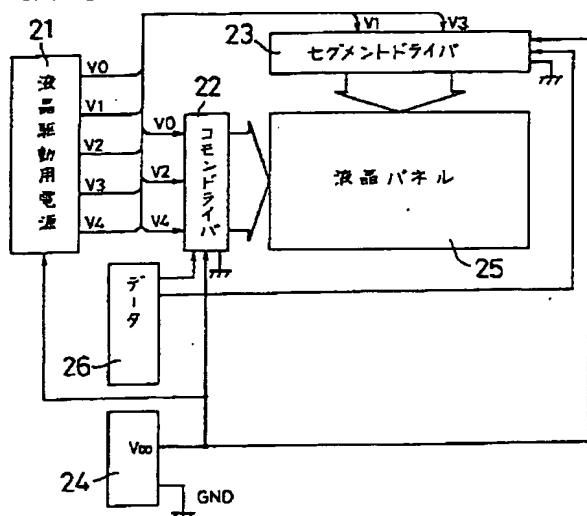 21
液晶駆動用電源
V0
V1
V2
V3
V4
V0
V2
V4
22
コモンドライバ
V1
V3
23
セグメントドライバ
液晶パネル
25
データ
26
VDD
24
GND